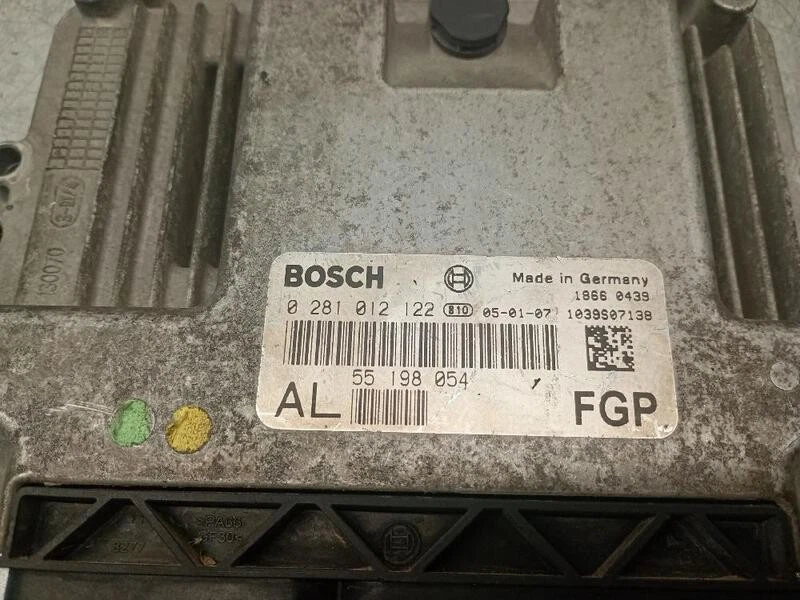 BOSCH
Made in Germany
1866 0439
0 281 012 122 810 05-01-07 1039S07138
55 198 054
AL
FGP